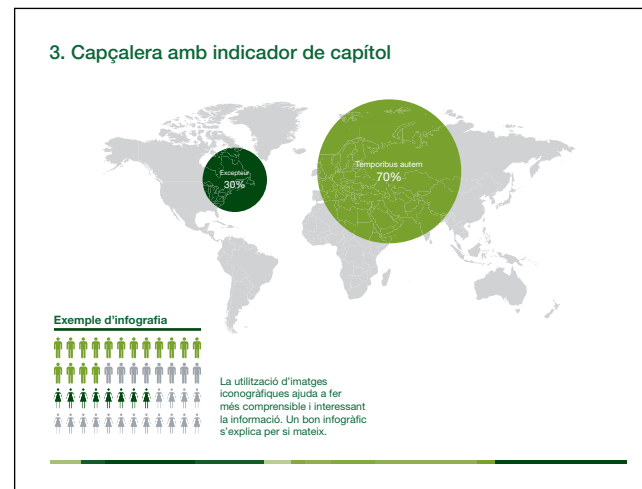 3. Capçalera amb indicador de capítol
Excepteur
30%
Temporibus autem
70%
Exemple d’infografia
La utilització d’imatges
iconogràfiques ajuda a fer
més comprensible i interessant
la informació. Un bon infogràfic
s’explica per si mateix.